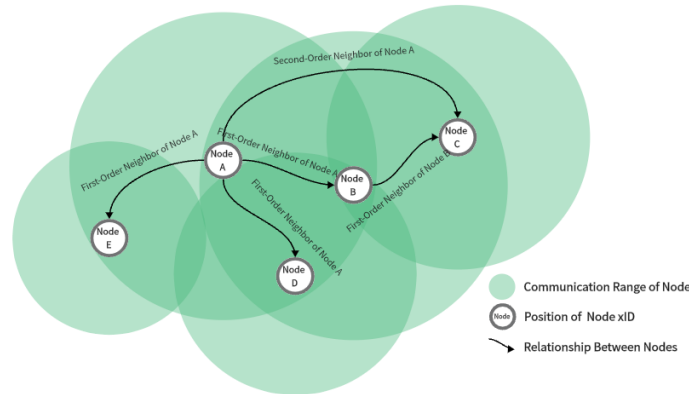 Second-Order Neighbor of Node A
First-Order Neighbor of Node A
First-Order Neighbor of Node A
First-Order Neighbor of Node A
First-Order Neighbor of Node B
Node
A
Node
B
Node
C
Node
D
Node
E
Communication Range of Node
Node
Position of Node xID
Relationship Between Nodes